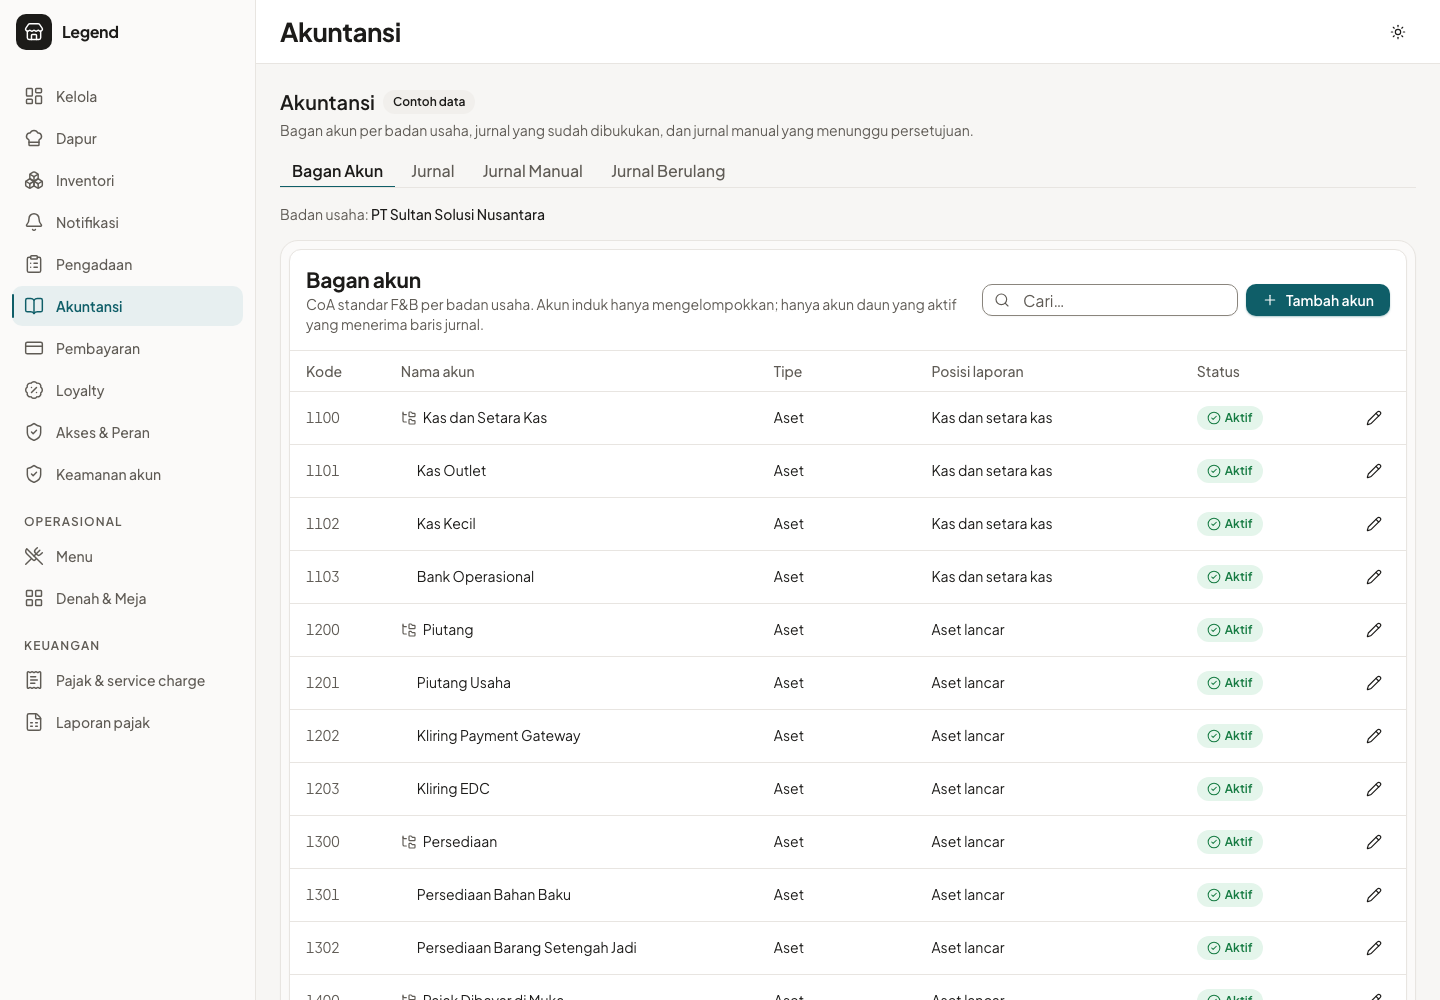 Legend
Akuntansi
Kelola
Dapur
Inventori
Notifikasi
Pengadaan
Akuntansi
Pembayaran
Loyalty
Akses & Peran
Keamanan akun
OPERASIONAL
Menu
Denah & Meja
KEUANGAN
Pajak & service charge
Laporan pajak
Akuntansi Contoh data
Bagan akun per badan usaha, jurnal yang sudah dibukukan, dan jurnal manual yang menunggu persetujuan.
Bagan Akun Jurnal Jurnal Manual Jurnal Berulang
Badan usaha: PT Sultan Solusi Nusantara
Bagan akun
CoA standar F&B per badan usaha. Akun induk hanya mengelompokkan; hanya akun daun yang aktif
yang menerima baris jurnal.
Cari...
Tambah akun
Kode Nama akun Tipe Posisi laporan Status
1100 Kas dan Setara Kas Aset Kas dan setara kas Aktif
1101 Kas Outlet Aset Kas dan setara kas Aktif
1102 Kas Kecil Aset Kas dan setara kas Aktif
1103 Bank Operasional Aset Kas dan setara kas Aktif
1200 Piutang Aset Aset lancar Aktif
1201 Piutang Usaha Aset Aset lancar Aktif
1202 Kliring Payment Gateway Aset Aset lancar Aktif
1203 Kliring EDC Aset Aset lancar Aktif
1300 Persediaan Aset Aset lancar Aktif
1301 Persediaan Bahan Baku Aset Aset lancar Aktif
1302 Persediaan Barang Setengah Jadi Aset Aset lancar Aktif
1400 Pajak Dibayar di Muka Aset Aset lancar Aktif